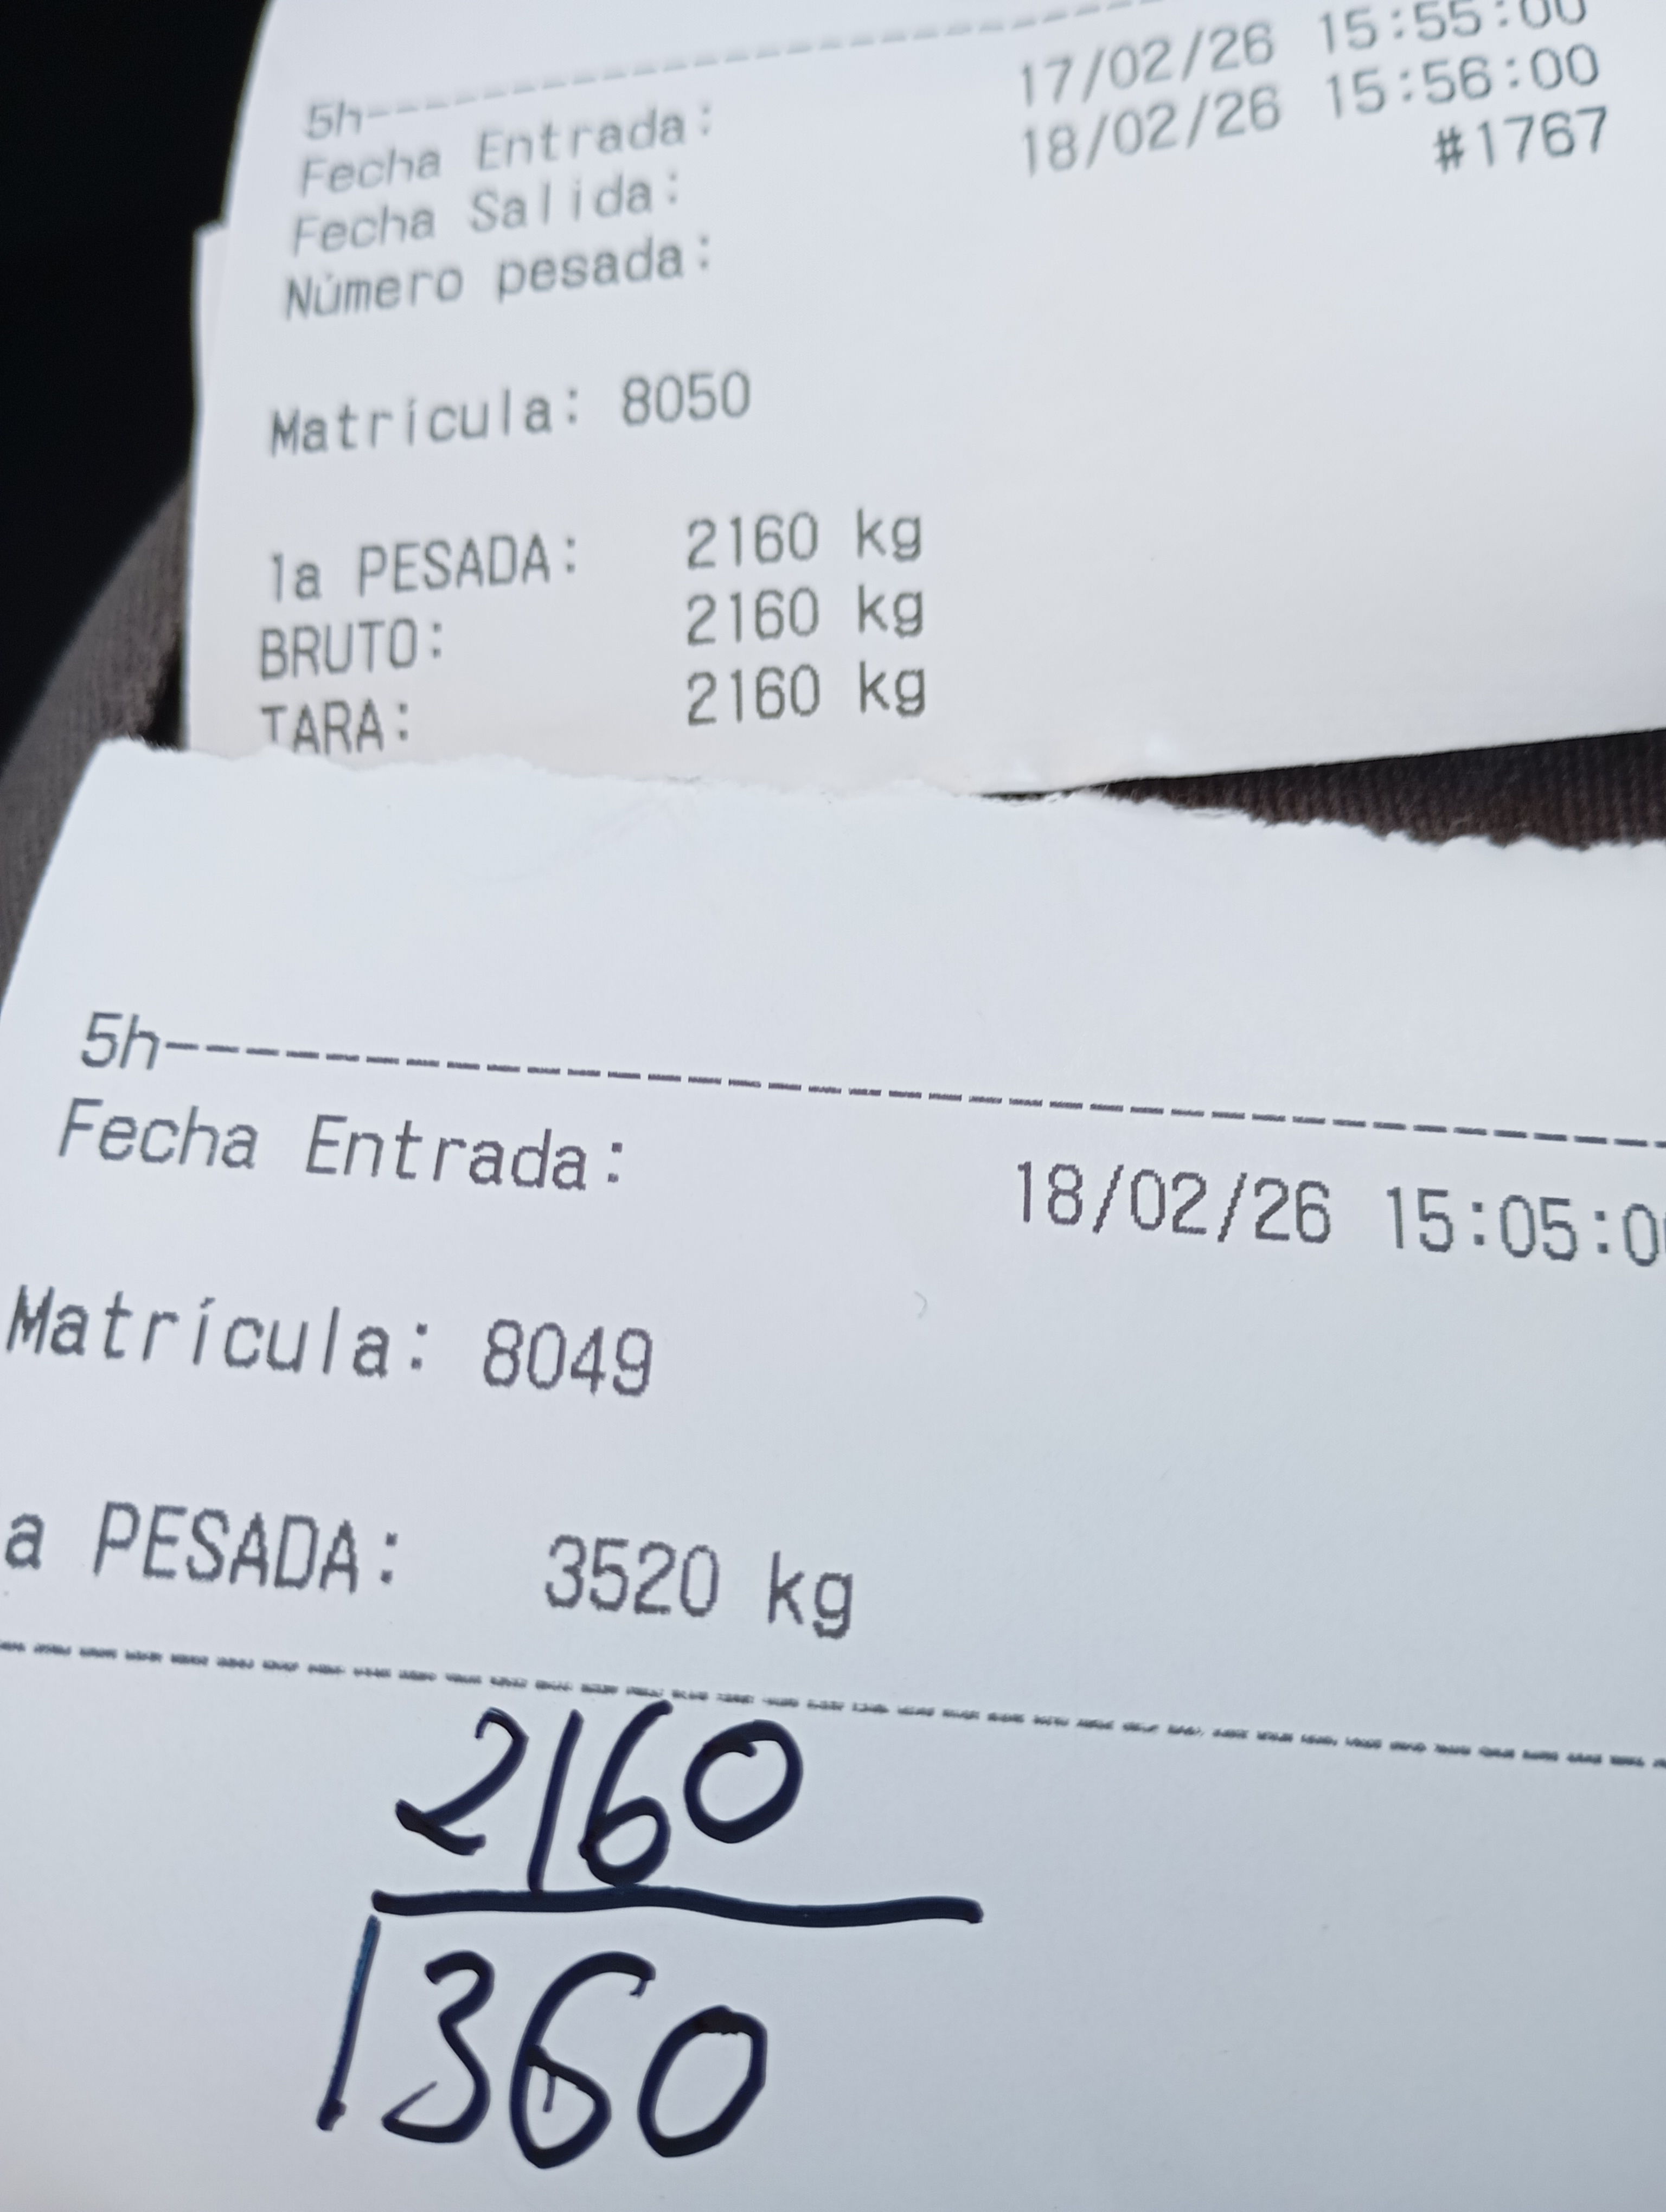 5h--------------------
Fecha Entrada: 17/02/26 15:55:00
Fecha Salida: 18/02/26 15:56:00
Número pesada: #1767
Matrícula: 8050
1a PESADA: 2160 kg
BRUTO: 2160 kg
TARA: 2160 kg
5h--------------------
Fecha Entrada: 18/02/26 15:05:0
Matrícula: 8049
a PESADA: 3520 kg
2160
1360